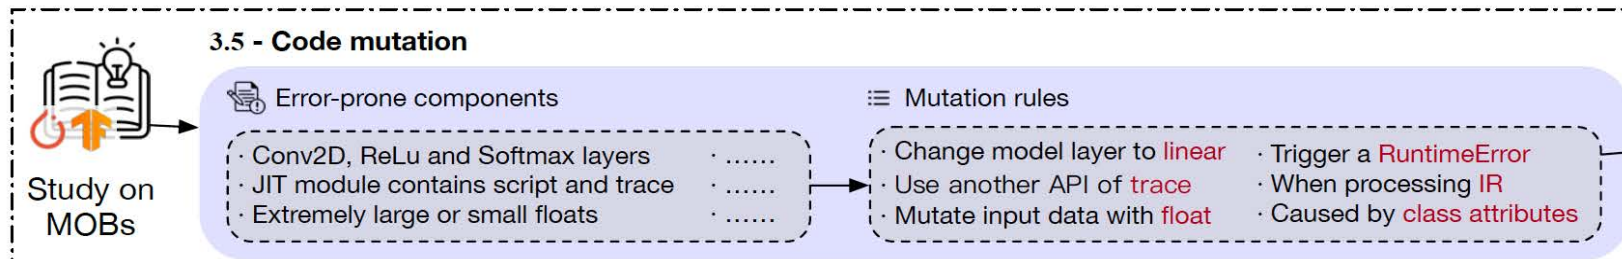 3.5 - Code mutation
Study on
MOBs
Error-prone components
· Conv2D, ReLu and Softmax layers
· JIT module contains script and trace
· Extremely large or small floats
· ......
· ......
· ......
Mutation rules
· Change model layer to linear
· Use another API of trace
· Mutate input data with float
· Trigger a RuntimeError
· When processing IR
· Caused by class attributes